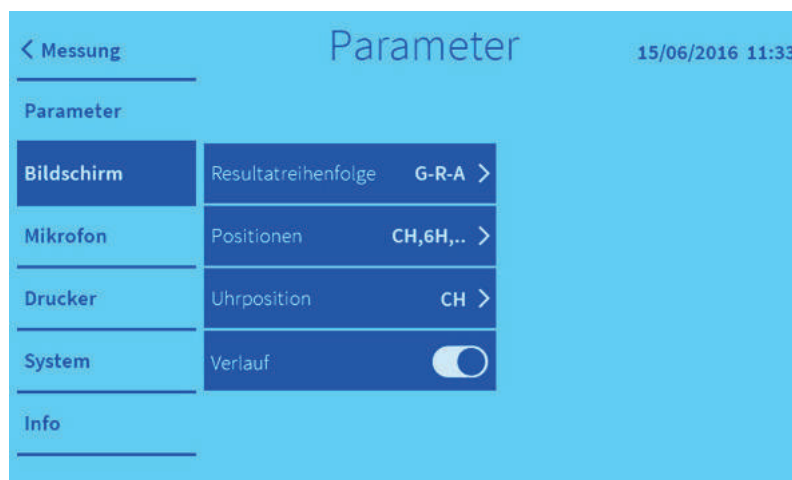 < Messung
Parameter
15/06/2016 11:33
Parameter
Bildschirm
Resultatreihenfolge G-R-A >
Mikrofon
Positionen CH,6H,.. >
Drucker
Uhrposition CH >
System
Verlauf
Info